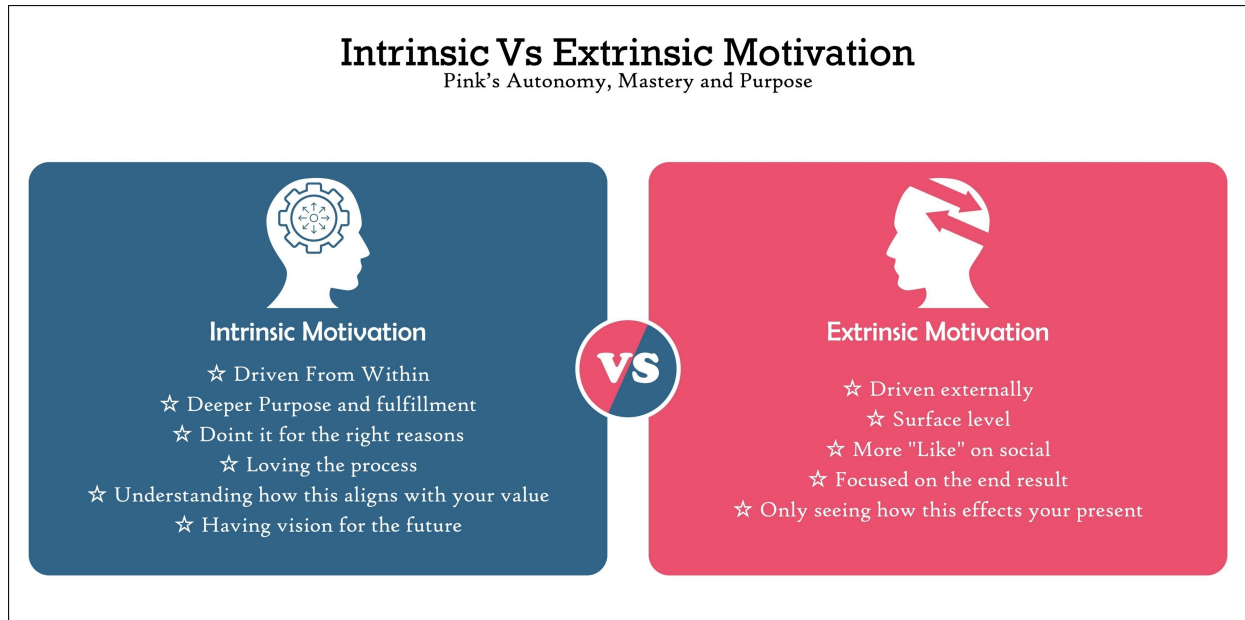 Intrinsic Vs Extrinsic Motivation
Pink's Autonomy, Mastery and Purpose
Intrinsic Motivation
☆ Driven From Within
☆ Deeper Purpose and fulfillment
☆ Doint it for the right reasons
☆ Loving the process
☆ Understanding how this aligns with your value
☆ Having vision for the future
VS
Extrinsic Motivation
☆ Driven externally
☆ Surface level
☆ More "Like" on social
☆ Focused on the end result
☆ Only seeing how this effects your present